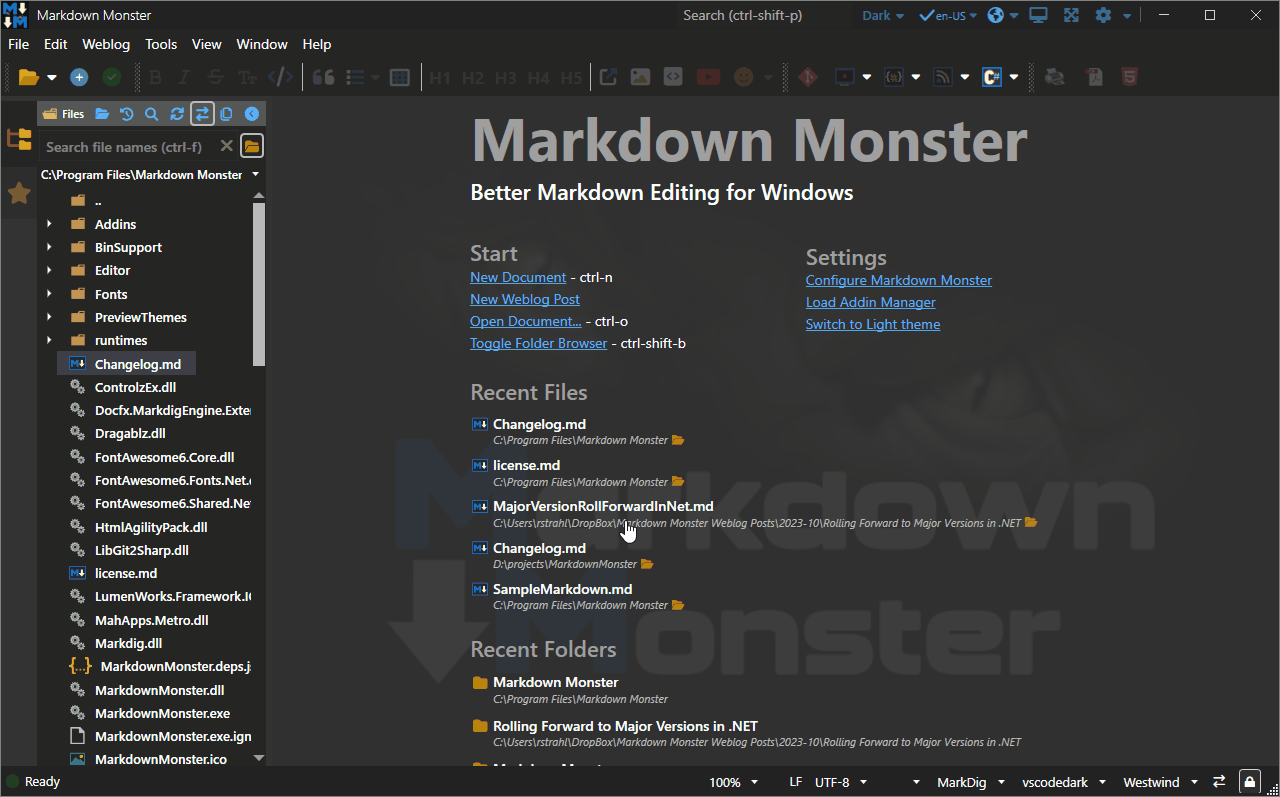 Markdown Monster
Search (ctrl-shift-p)
Dark
en-US
File Edit Weblog Tools View Window Help
H1 H2 H3 H4 H5
Files
Search file names (ctrl-f)
C:\Program Files\Markdown Monster
..
Addins
BinSupport
Editor
Fonts
PreviewThemes
runtimes
Changelog.md
ControlzEx.dll
Docfx.MarkdigEngine.Exte
Dragablz.dll
FontAwesome6.Core.dll
FontAwesome6.Fonts.Net.
FontAwesome6.Shared.Ne
HtmlAgilityPack.dll
LibGit2Sharp.dll
license.md
LumenWorks.Framework.I
MahApps.Metro.dll
Markdig.dll
MarkdownMonster.deps.j
MarkdownMonster.dll
MarkdownMonster.exe
MarkdownMonster.exe.ign
MarkdownMonster.ico
Markdown Monster
Better Markdown Editing for Windows
Start
New Document - ctrl-n
New Weblog Post
Open Document... - ctrl-o
Toggle Folder Browser - ctrl-shift-b
Settings
Configure Markdown Monster
Load Addin Manager
Switch to Light theme
Recent Files
Changelog.md
C:\Program Files\Markdown Monster
license.md
C:\Program Files\Markdown Monster
MajorVersionRollForwardInNet.md
C:\Users\rstrahl\DropBox\Markdown Monster Weblog Posts\2023-10\Rolling Forward to Major Versions in .NET
Changelog.md
D:\projects\MarkdownMonster
SampleMarkdown.md
C:\Program Files\Markdown Monster
Recent Folders
Markdown Monster
C:\Program Files\Markdown Monster
Rolling Forward to Major Versions in .NET
C:\Users\rstrahl\DropBox\Markdown Monster Weblog Posts\2023-10\Rolling Forward to Major Versions in .NET
Markdown
Monster
Ready
100% LF UTF-8 MarkDig vscodedark Westwind